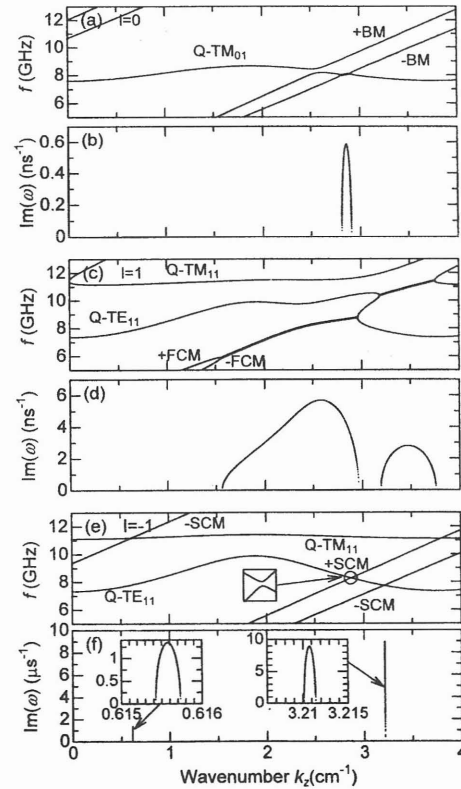 12
10
8
6
f (GHz)
(a) l=0
Q-TM01
+BM
-BM
0.6
0.4
0.2
0
Im(ω) (ns-1)
(b)
12
10
8
6
f (GHz)
(c) l=1
Q-TM11
Q-TE11
+FCM
-FCM
6
4
2
0
Im(ω) (ns-1)
(d)
13
12
11
10
9
8
7
6
5
f (GHz)
(e) l=-1
-SCM
Q-TM11
+SCM
Q-TE11
-SCM
10
8
6
4
2
0
Im(ω) (μs-1)
(f)
1
0
0.615 0.616
10
5
0
3.21 3.215
0 1 2 3 4
Wavenumber kz(cm-1)